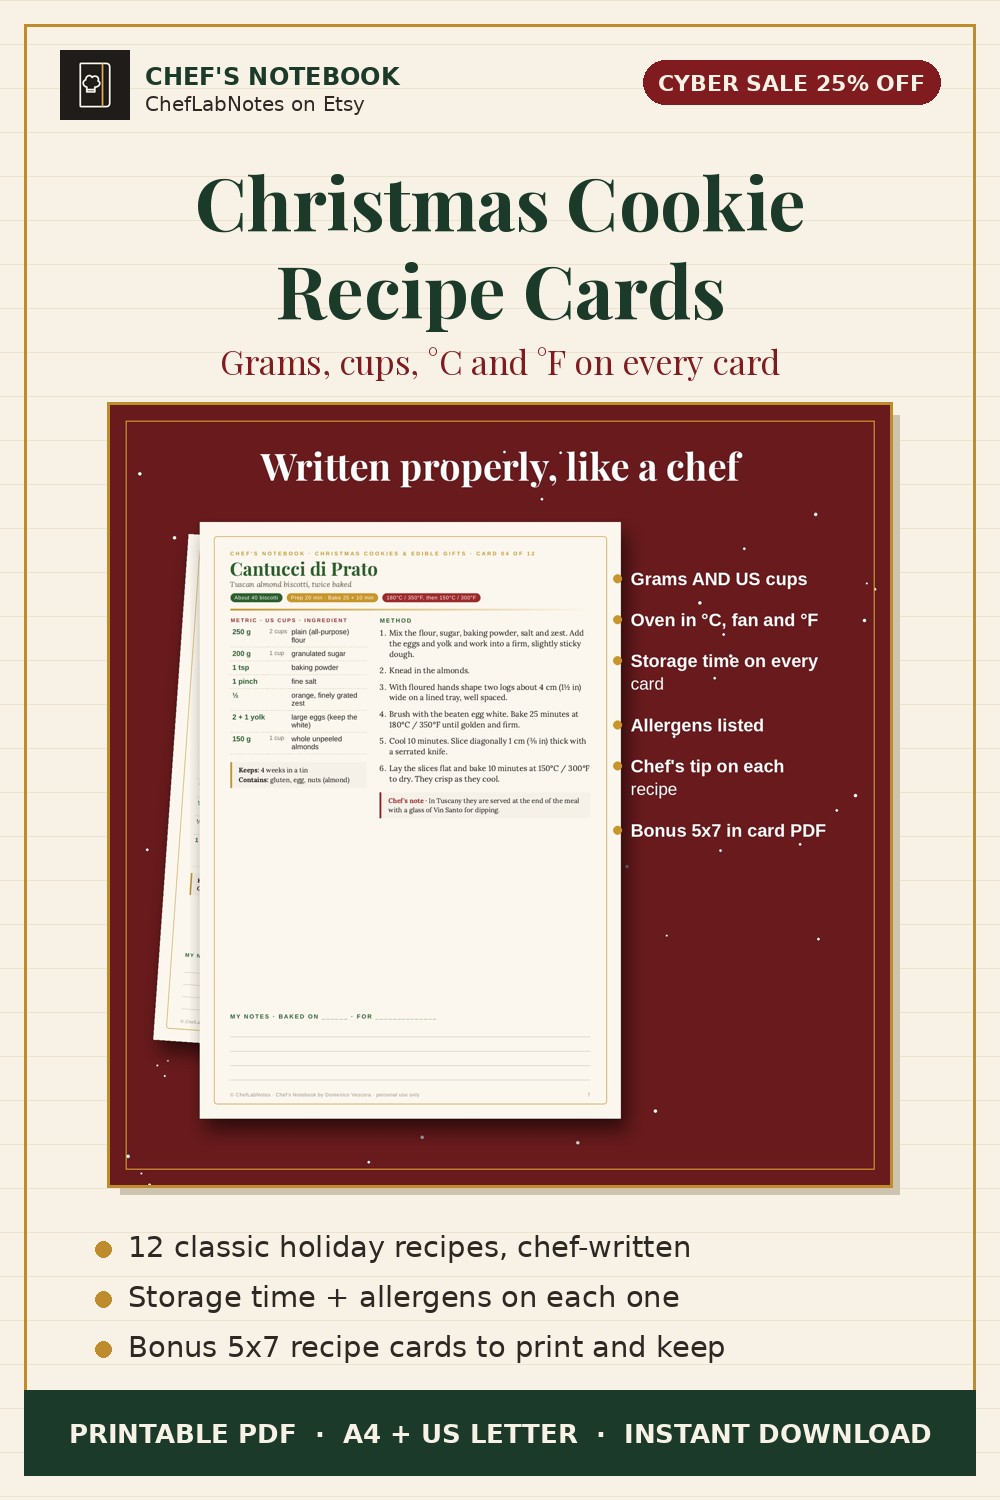 CHEF'S NOTEBOOK
ChefLabNotes on Etsy
CYBER SALE 25% OFF
Christmas Cookie
Recipe Cards
Grams, cups, °C and °F on every card
Written properly, like a chef
CHEF'S NOTEBOOK · CHRISTMAS COOKIES & EDIBLE GIFTS · CARD 04 OF 12
Cantucci di Prato
Tuscan almond biscotti, twice baked
About 40 biscotti
Prep 20 min · Bake 25 + 10 min
180°C / 350°F, then 150°C / 300°F
METRIC · US CUPS · INGREDIENT
250 g 2 cups plain (all-purpose)
flour
200 g 1 cup granulated sugar
1 tsp baking powder
1 pinch fine salt
½ orange, finely grated
zest
2 + 1 yolk large eggs (keep the
white)
150 g 1 cup whole unpeeled
almonds
Keeps: 4 weeks in a tin
Contains: gluten, egg, nuts (almond)
METHOD
1. Mix the flour, sugar, baking powder, salt and zest. Add
the eggs and yolk and work into a firm, slightly sticky
dough.
2. Knead in the almonds.
3. With floured hands shape two logs about 4 cm (1½ in)
wide on a lined tray, well spaced.
4. Brush with the beaten egg white. Bake 25 minutes at
180°C / 350°F until golden and firm.
5. Cool 10 minutes. Slice diagonally 1 cm (⅜ in) thick with
a serrated knife.
6. Lay the slices flat and bake 10 minutes at 150°C / 300°F
to dry. They crisp as they cool.
Chef's note · In Tuscany they are served at the end of the meal
with a glass of Vin Santo for dipping.
MY NOTES · BAKED ON ______ · FOR ______________
© ChefLabNotes · Chef's Notebook by Domenico Vescera · personal use only
7
Grams AND US cups
Oven in °C, fan and °F
Storage time on every
card
Allergens listed
Chef's tip on each
recipe
Bonus 5x7 in card PDF
12 classic holiday recipes, chef-written
Storage time + allergens on each one
Bonus 5x7 recipe cards to print and keep
PRINTABLE PDF · A4 + US LETTER · INSTANT DOWNLOAD